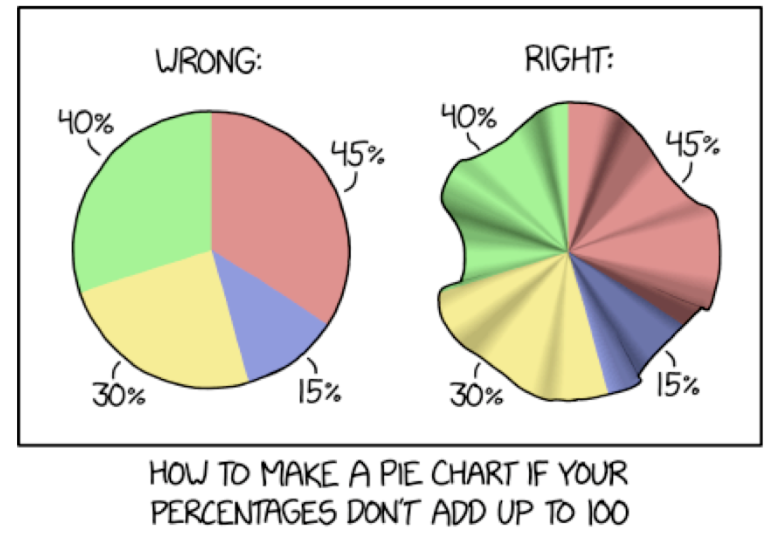 WRONG:
RIGHT:
40%
45%
30%
15%
40%
45%
30%
15%
HOW TO MAKE A PIE CHART IF YOUR
PERCENTAGES DON'T ADD UP TO 100